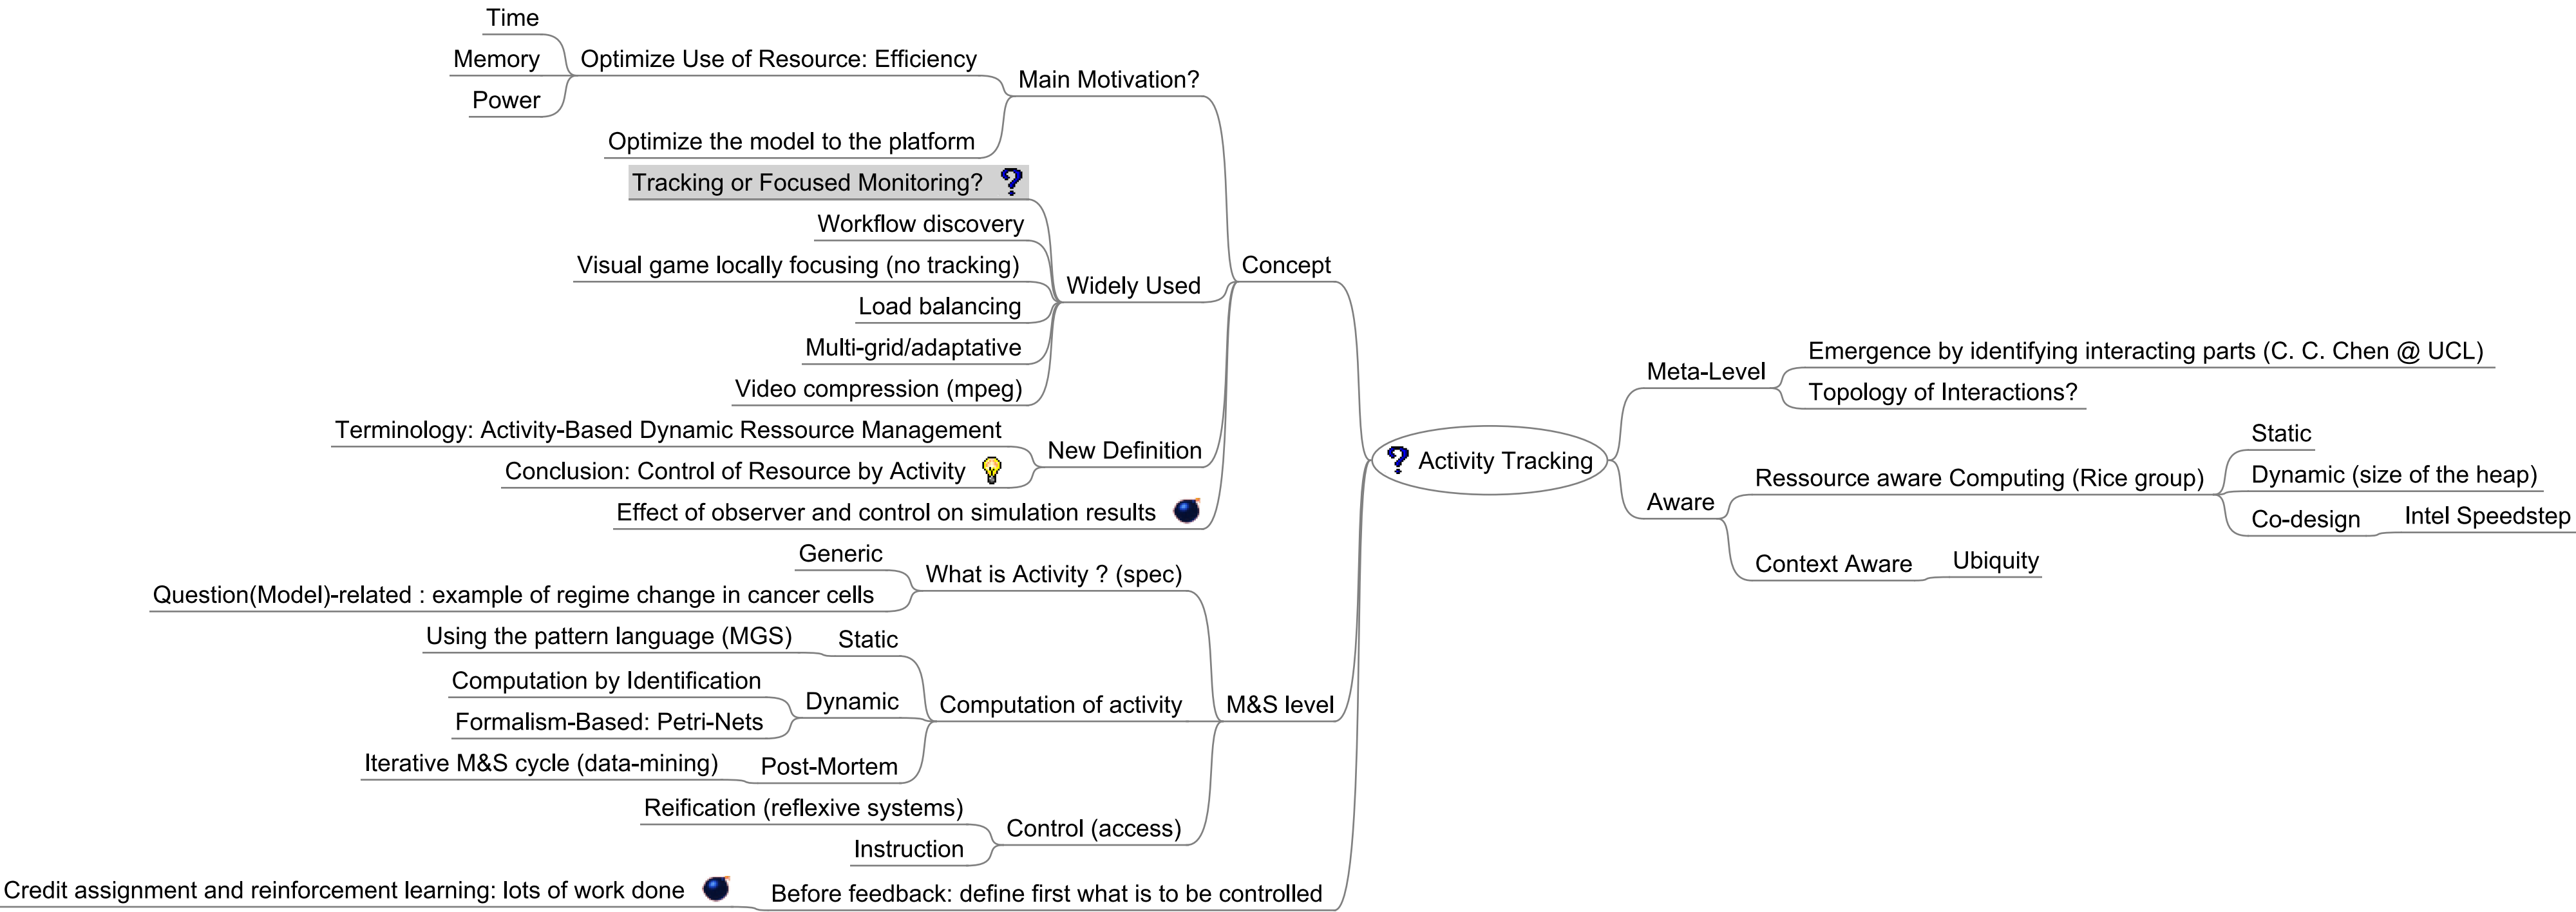 Time
Memory
Power
Optimize Use of Resource: Efficiency
Optimize the model to the platform
Main Motivation?
Tracking or Focused Monitoring?
Workflow discovery
Visual game locally focusing (no tracking)
Load balancing
Multi-grid/adaptative
Video compression (mpeg)
Widely Used
Concept
Terminology: Activity-Based Dynamic Ressource Management
Conclusion: Control of Resource by Activity
New Definition
Effect of observer and control on simulation results
Generic
Question(Model)-related : example of regime change in cancer cells
What is Activity ? (spec)
Using the pattern language (MGS)
Static
Computation by Identification
Formalism-Based: Petri-Nets
Dynamic
Iterative M&S cycle (data-mining)
Post-Mortem
Computation of activity
M&S level
Reification (reflexive systems)
Instruction
Control (access)
Credit assignment and reinforcement learning: lots of work done
Before feedback: define first what is to be controlled
Activity Tracking
Meta-Level
Emergence by identifying interacting parts (C. C. Chen @ UCL)
Topology of Interactions?
Aware
Ressource aware Computing (Rice group)
Static
Dynamic (size of the heap)
Co-design
Intel Speedstep
Context Aware
Ubiquity